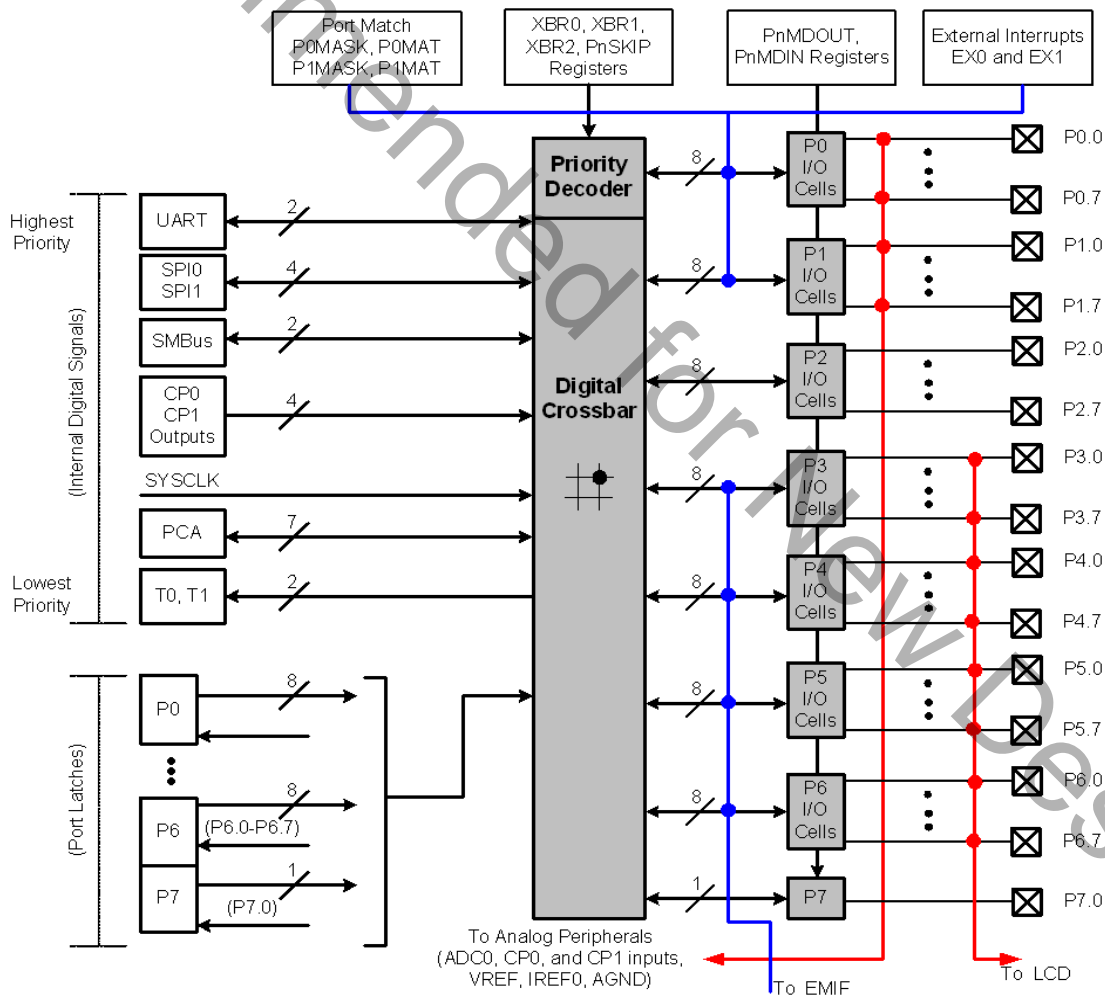 Port Match
P0MASK, P0MAT
P1MASK, P1MAT
XBR0, XBR1,
XBR2, PnSKIP
Registers
PnMDOUT,
PnMDIN Registers
External Interrupts
EX0 and EX1
Highest
Priority
Lowest
Priority
(Internal Digital Signals)
UART
2
SPI0
SPI1
4
SMBus
2
CP0
CP1
Outputs
4
SYSCLK
PCA
7
T0, T1
2
(Port Latches)
P0
8
P6
8
(P6.0-P6.7)
P7
1
(P7.0)
Priority
Decoder
Digital
Crossbar
8
P0
I/O
Cells
P0.0
P0.7
8
P1
I/O
Cells
P1.0
P1.7
8
P2
I/O
Cells
P2.0
P2.7
8
P3
I/O
Cells
P3.0
P3.7
8
P4
I/O
Cells
P4.0
P4.7
8
P5
I/O
Cells
P5.0
P5.7
8
P6
I/O
Cells
P6.0
P6.7
1
P7
P7.0
To Analog Peripherals
(ADC0, CP0, and CP1 inputs,
VREF, IREF0, AGND)
To EMIF
To LCD
mmended for New Des